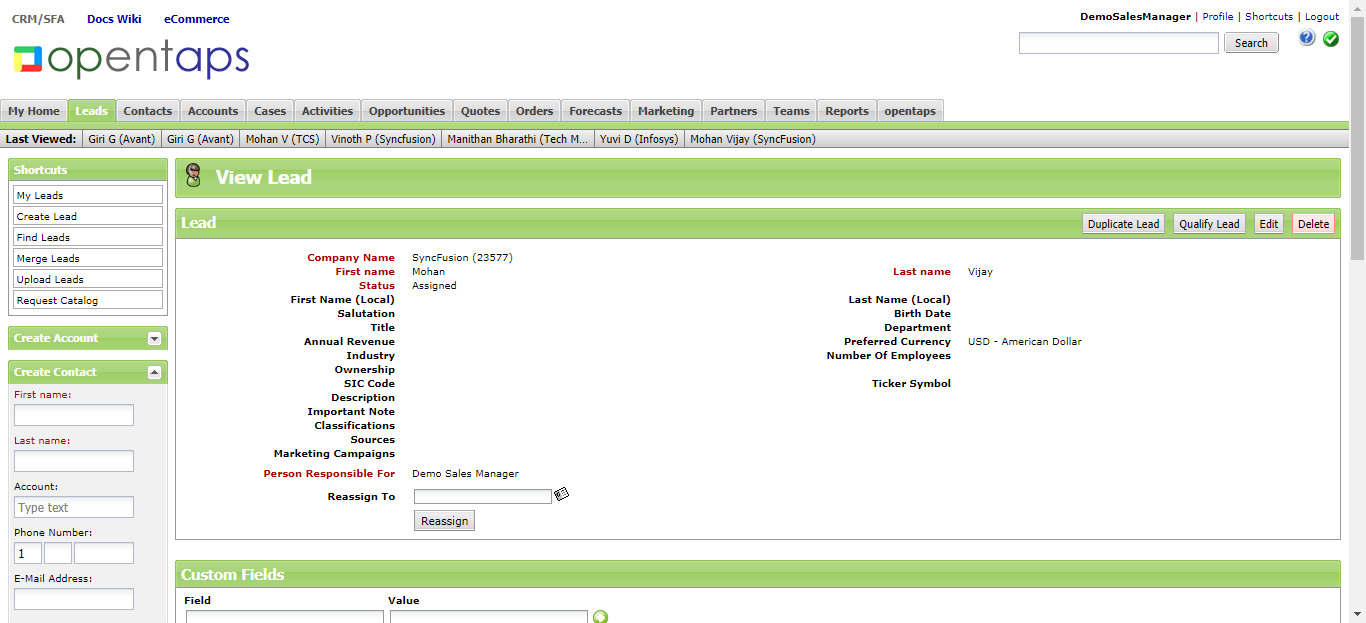 CRM/SFA Docs Wiki eCommerce
DemoSalesManager | Profile | Shortcuts | Logout
opentaps
Search
My Home Leads Contacts Accounts Cases Activities Opportunities Quotes Orders Forecasts Marketing Partners Teams Reports opentaps
Last Viewed: Giri G (Avant) Giri G (Avant) Mohan V (TCS) Vinoth P (Syncfusion) Manithan Bharathi (Tech M... Yuvi D (Infosys) Mohan Vijay (SyncFusion)
Shortcuts
My Leads
Create Lead
Find Leads
Merge Leads
Upload Leads
Request Catalog
Create Account
Create Contact
First name:
Last name:
Account:
Type text
Phone Number:
1
E-Mail Address:
View Lead
Lead
Duplicate Lead Qualify Lead Edit Delete
Company Name SyncFusion (23577)
First name Mohan Last name Vijay
Status Assigned
First Name (Local) Last Name (Local)
Salutation Birth Date
Title Department
Annual Revenue Preferred Currency USD - American Dollar
Industry Number Of Employees
Ownership
SIC Code Ticker Symbol
Description
Important Note
Classifications
Sources
Marketing Campaigns
Person Responsible For Demo Sales Manager
Reassign To
Reassign
Custom Fields
Field Value